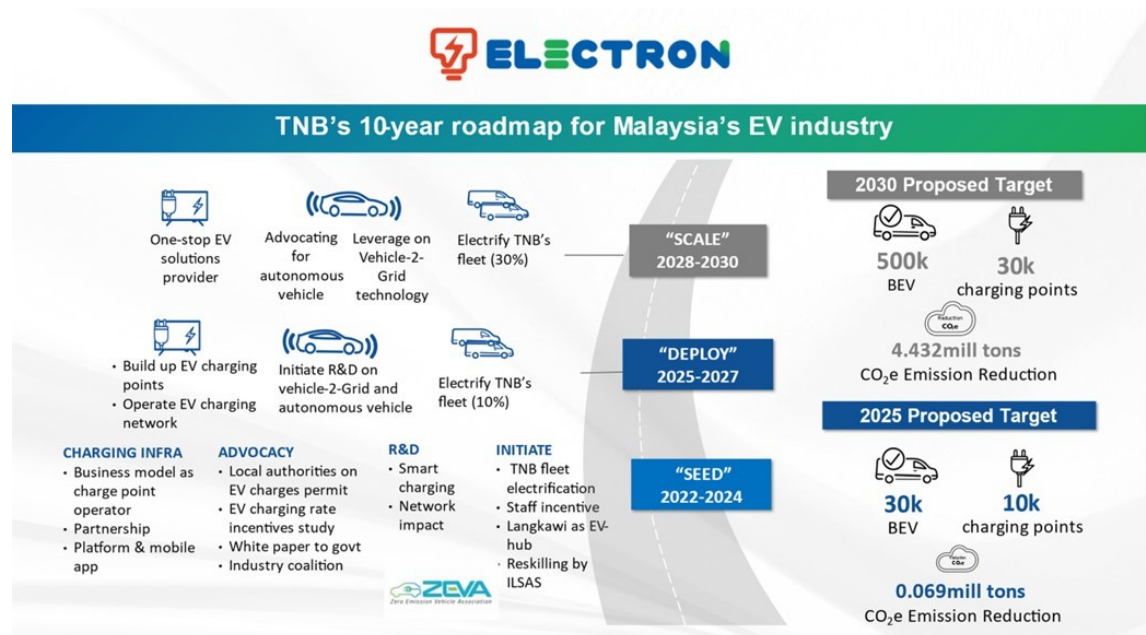 ELECTRON
TNB's 10-year roadmap for Malaysia's EV industry
One-stop EV
solutions
provider
Advocating
for
autonomous
vehicle
Leverage on
Vehicle-2-
Grid
technology
Electrify TNB's
fleet (30%)
"SCALE"
2028-2030
• Build up EV charging
points
• Operate EV charging
network
Initiate R&D on
vehicle-2-Grid and
autonomous vehicle
Electrify TNB's
fleet (10%)
"DEPLOY"
2025-2027
CHARGING INFRA
• Business model as
charge point
operator
• Partnership
• Platform & mobile
app
ADVOCACY
• Local authorities on
EV charges permit
• EV charging rate
incentives study
• White paper to govt
• Industry coalition
R&D
• Smart
charging
• Network
impact
INITIATE
• TNB fleet
electrification
• Staff incentive
• Langkawi as EV-
hub
• Reskilling by
ILSAS
"SEED"
2022-2024
ZEVA
Zero Emission Vehicle Association
2030 Proposed Target
500k
BEV
30k
charging points
Reduction
CO₂e
4.432mill tons
CO₂e Emission Reduction
2025 Proposed Target
30k
BEV
10k
charging points
CO₂e
0.069mill tons
CO₂e Emission Reduction